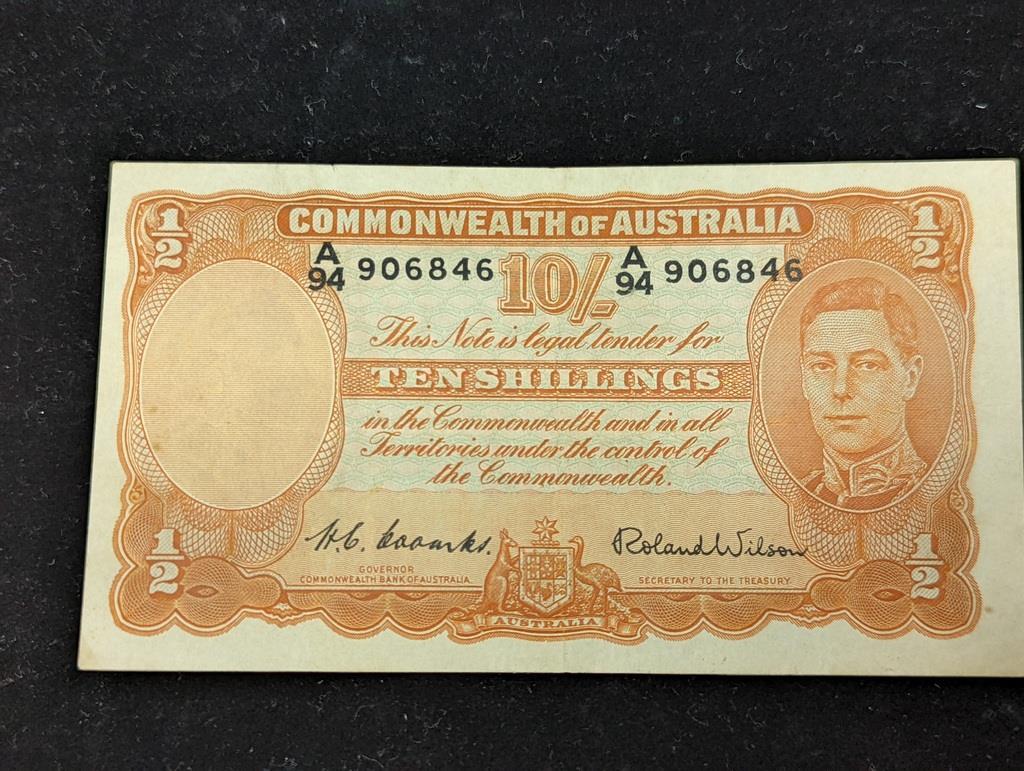 1/2 1/2
COMMONWEALTH OF AUSTRALIA
A/94 906846 10/- A/94 906846
This Note is legal tender for
TEN SHILLINGS
in the Commonwealth and in all
Territories under the control of
the Commonwealth.
H.C. Coombs. Roland Wilson
GOVERNOR
COMMONWEALTH BANK OF AUSTRALIA. SECRETARY TO THE TREASURY.
1/2 1/2
AUSTRALIA